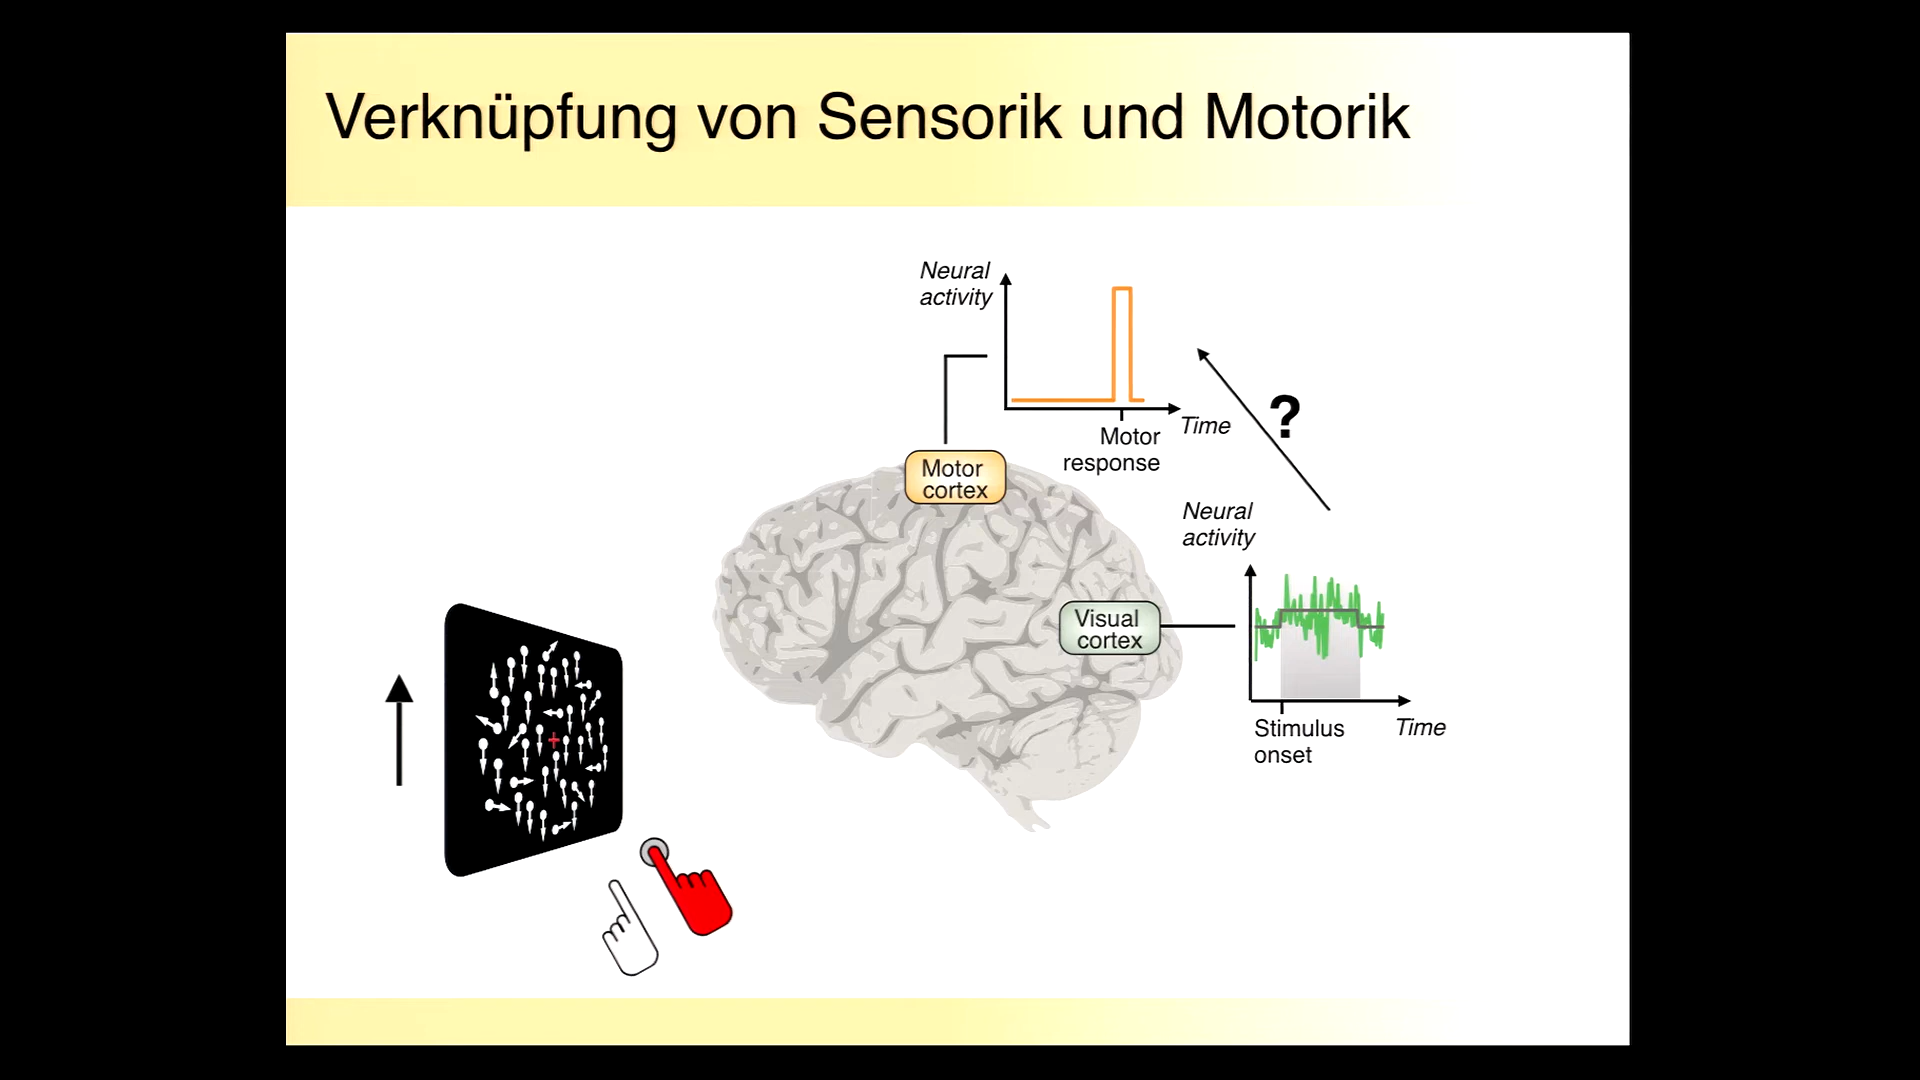 Verknüpfung von Sensorik und Motorik
Neural
activity
Time
Motor
response
?
Motor
cortex
Neural
activity
Visual
cortex
Stimulus
onset
Time